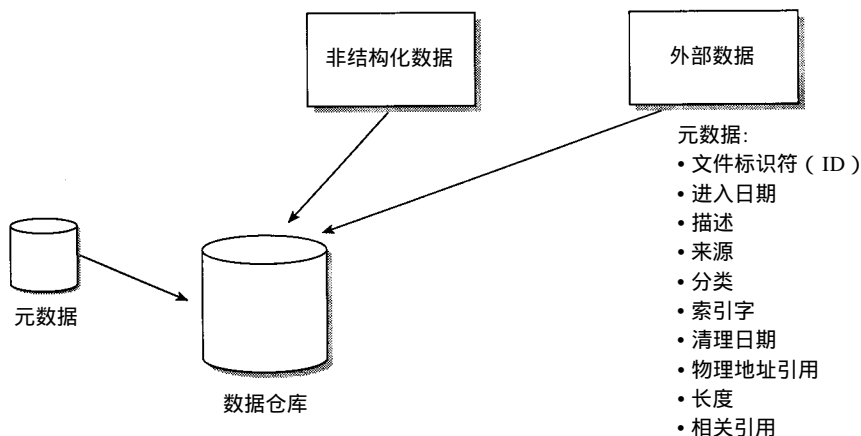 非结构化数据
外部数据
元数据:
• 文件标识符（ID）
• 进入日期
• 描述
• 来源
• 分类
• 索引字
• 清理日期
• 物理地址引用
• 长度
• 相关引用
元数据
数据仓库